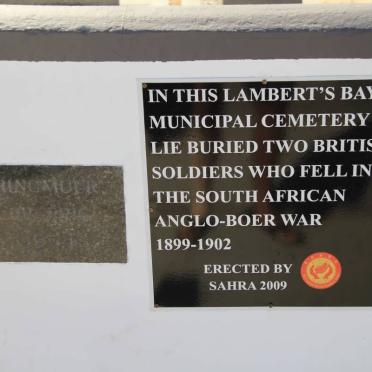 RINGMUUR
IN THIS LAMBERT'S BAY
MUNICIPAL CEMETERY
LIE BURIED TWO BRITIS
SOLDIERS WHO FELL IN
THE SOUTH AFRICAN
ANGLO-BOER WAR
1899-1902
ERECTED BY
SAHRA 2009